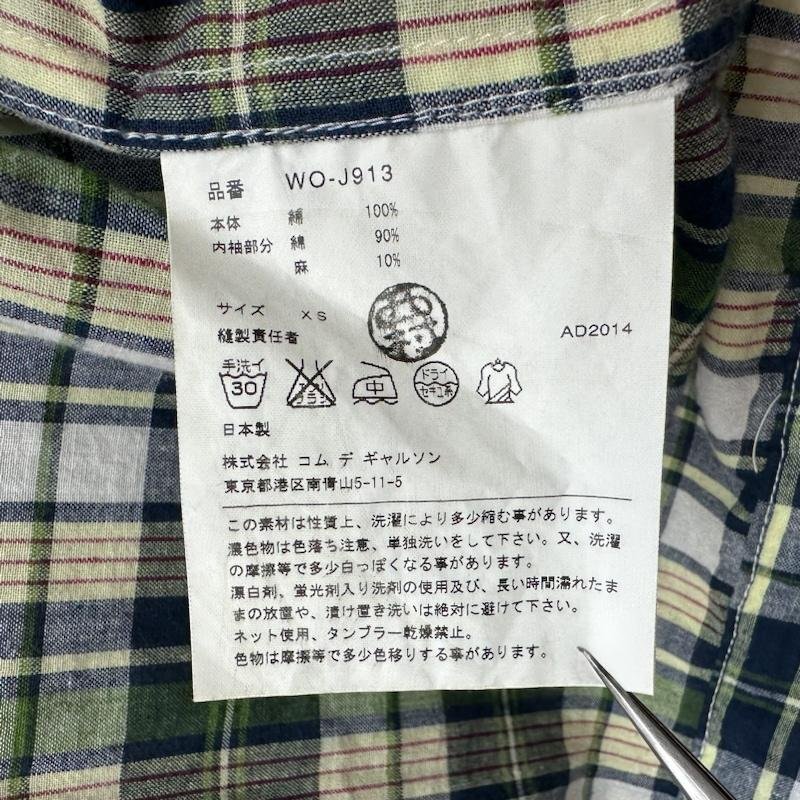 品番 WO-J913
本体 綿 100%
内袖部分 綿 90%
麻 10%
サイズ XS
縫製責任者
AD2014
手洗イ 30
中
ドライ
セキユ系
日本製
株式会社 コム デ ギャルソン
東京都港区南青山5-11-5
この素材は性質上、洗濯により多少縮む事があります。
濃色物は色落ち注意、単独洗いをして下さい。又、洗濯
の摩擦等で多少白っぽくなる事があります。
漂白剤、蛍光剤入り洗剤の使用及び、長い時間濡れたま
まの放置や、漬け置き洗いは絶対に避けて下さい。
ネット使用、タンブラー乾燥禁止。
色物は摩擦等で多少色移りする事があります。